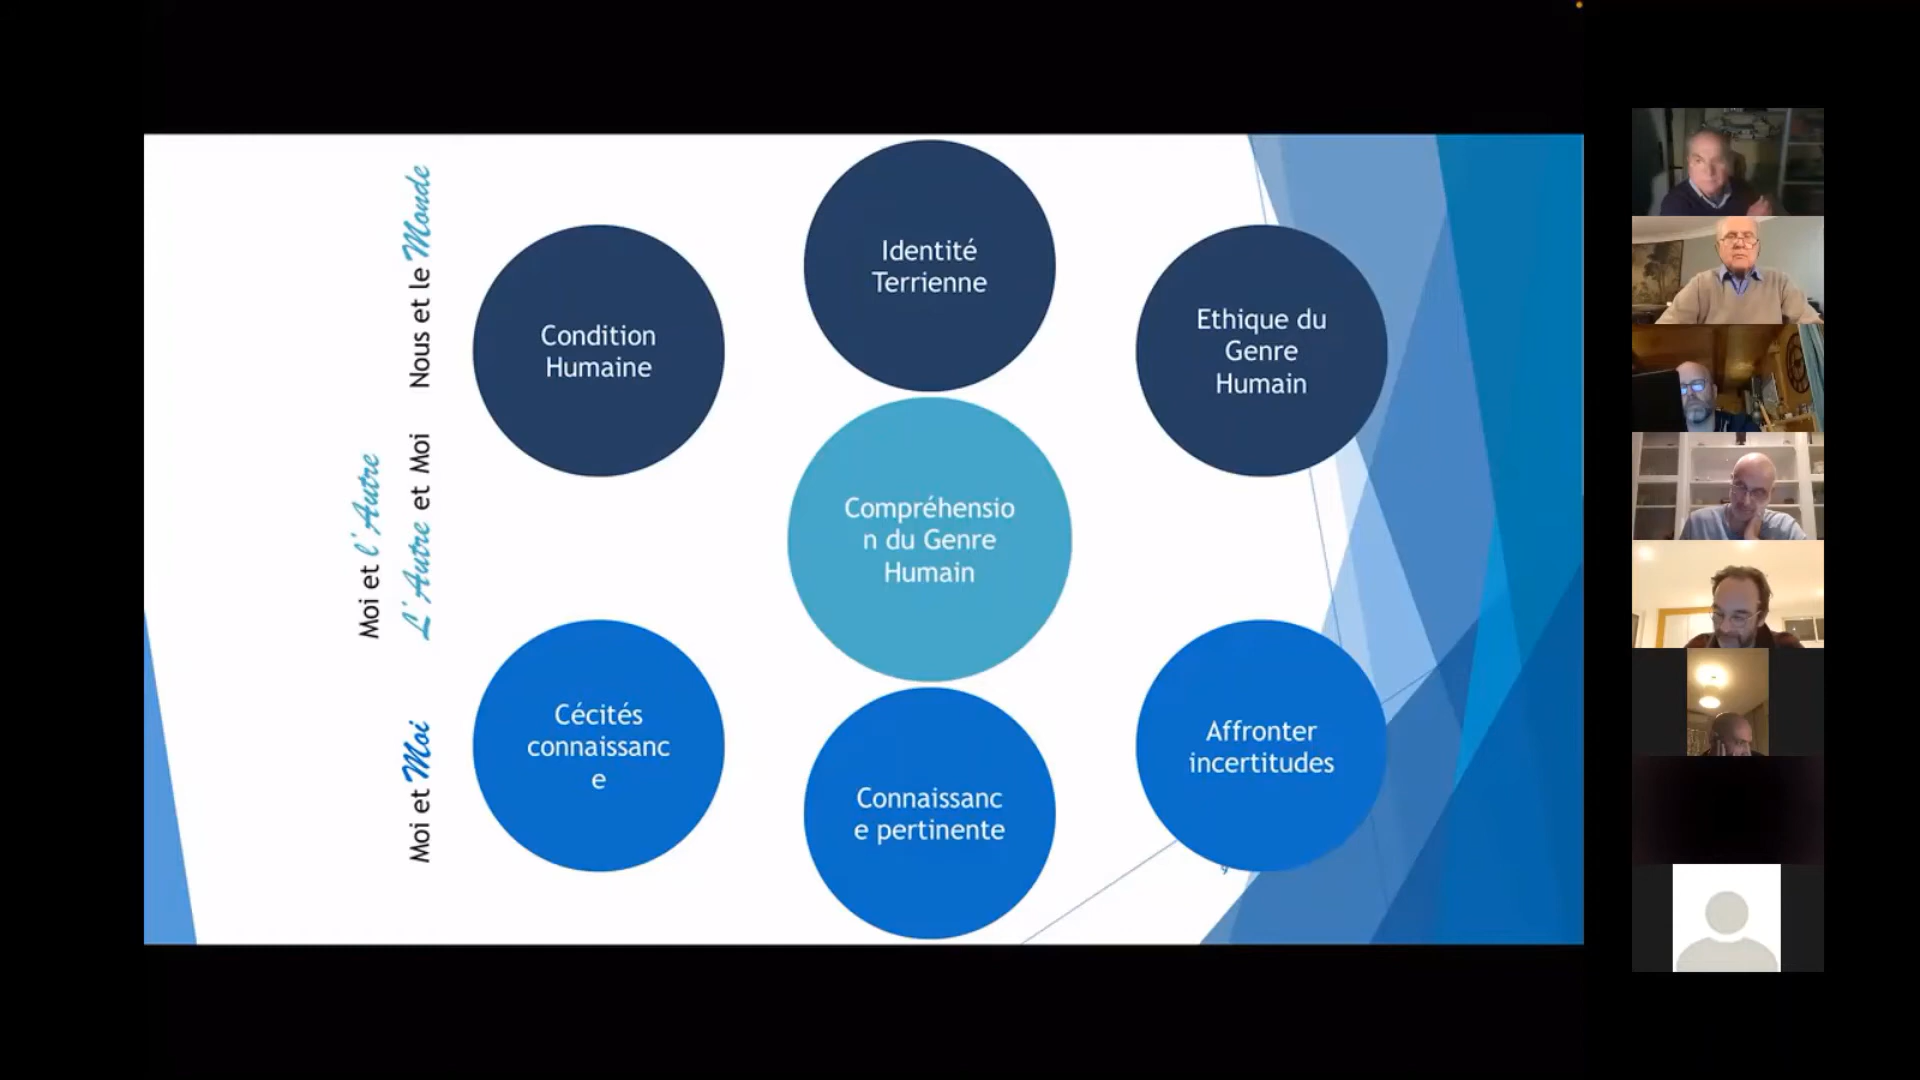 Nous et le Monde
Moi et l'Autre
L'Autre et Moi
Moi et Moi
Condition
Humaine
Identité
Terrienne
Ethique du
Genre
Humain
Compréhensio
n du Genre
Humain
Cécités
connaissanc
e
Connaissanc
e pertinente
Affronter
incertitudes